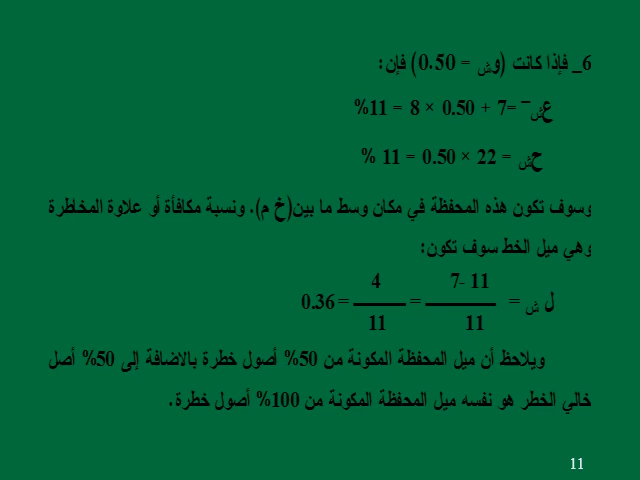 6_ فإذا كانت (وش = 0.50) فإن:
عش¯ =7 + 0.50 × 8 = 11%
حش = 22 × 0.50 = 11 %
وسوف تكون هذه المحفظة في مكان وسط ما بين(خ م). ونسبة مكافأة أو علاوة المخاطرة
وهي ميل الخط سوف تكون:
11 -7 4
ل ش = ـــــــــ = ـــــــــ = 0.36
11 11
ويلاحظ أن ميل المحفظة المكونة من 50% أصول خطرة بالاضافة إلى 50% أصل
خالي الخطر هو نفسه ميل المحفظة المكونة من 100% أصول خطرة.
11